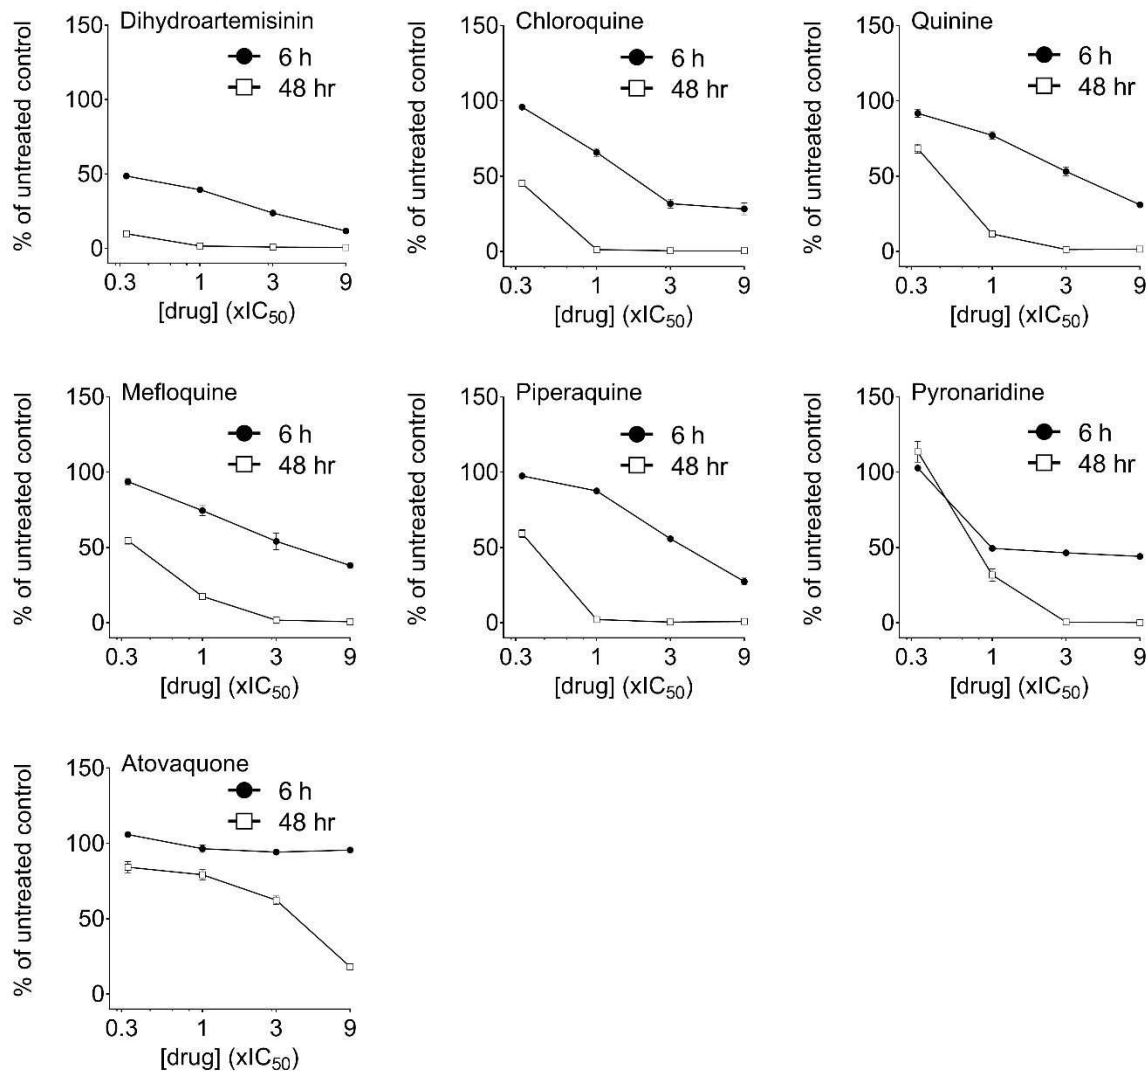 Dihydroartemisinin
150
100
50
0
% of untreated control
6 h
48 hr
0.3 1 3 9
[drug] (xIC50)
Chloroquine
150
100
50
0
% of untreated control
6 h
48 hr
0.3 1 3 9
[drug] (xIC50)
Quinine
150
100
50
0
% of untreated control
6 h
48 hr
0.3 1 3 9
[drug] (xIC50)
Mefloquine
150
100
50
0
% of untreated control
6 h
48 hr
0.3 1 3 9
[drug] (xIC50)
Piperaquine
150
100
50
0
% of untreated control
6 h
48 hr
0.3 1 3 9
[drug] (xIC50)
Pyronaridine
150
100
50
0
% of untreated control
6 h
48 hr
0.3 1 3 9
[drug] (xIC50)
Atovaquone
150
100
50
0
% of untreated control
6 h
48 hr
0.3 1 3 9
[drug] (xIC50)